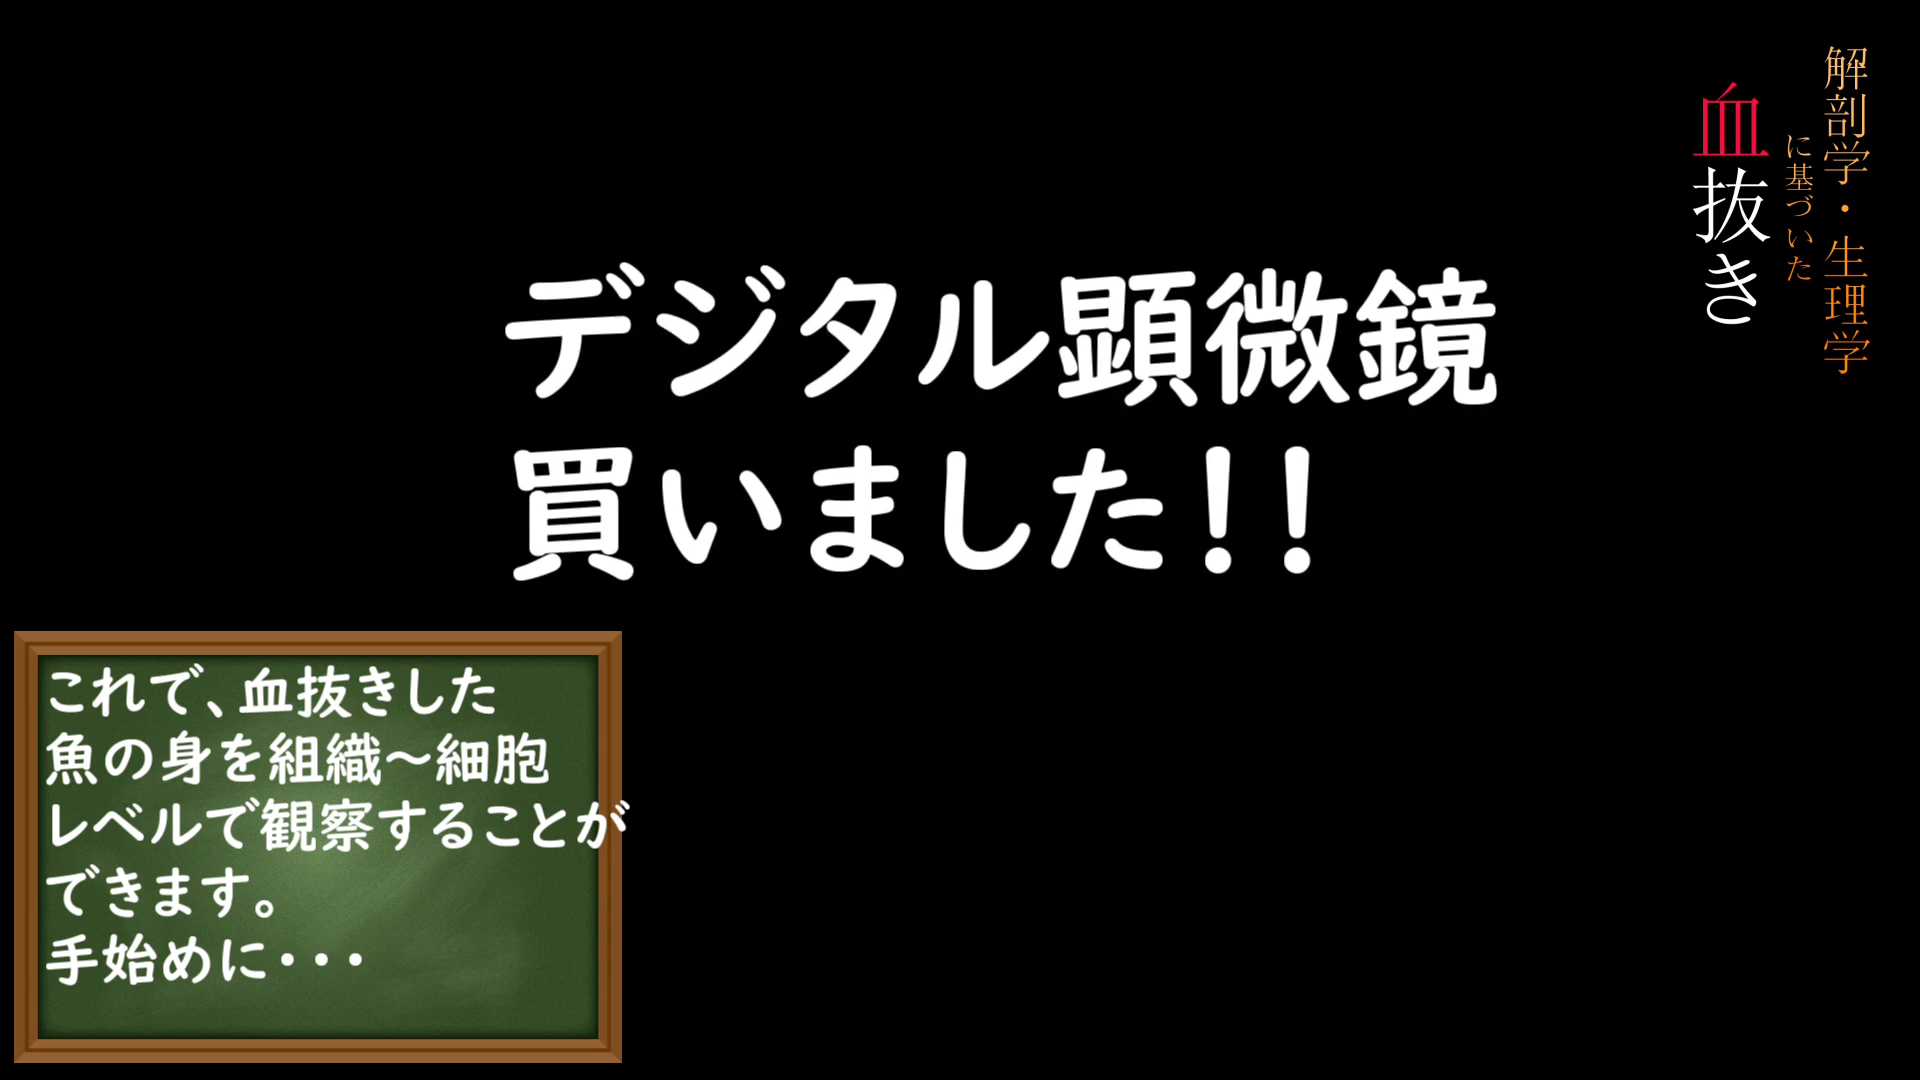 解剖学・生理学
に基づいた
血抜き
デジタル顕微鏡
買いました!!
これで、血抜きした
魚の身を組織～細胞
レベルで観察することが
できます。
手始めに・・・